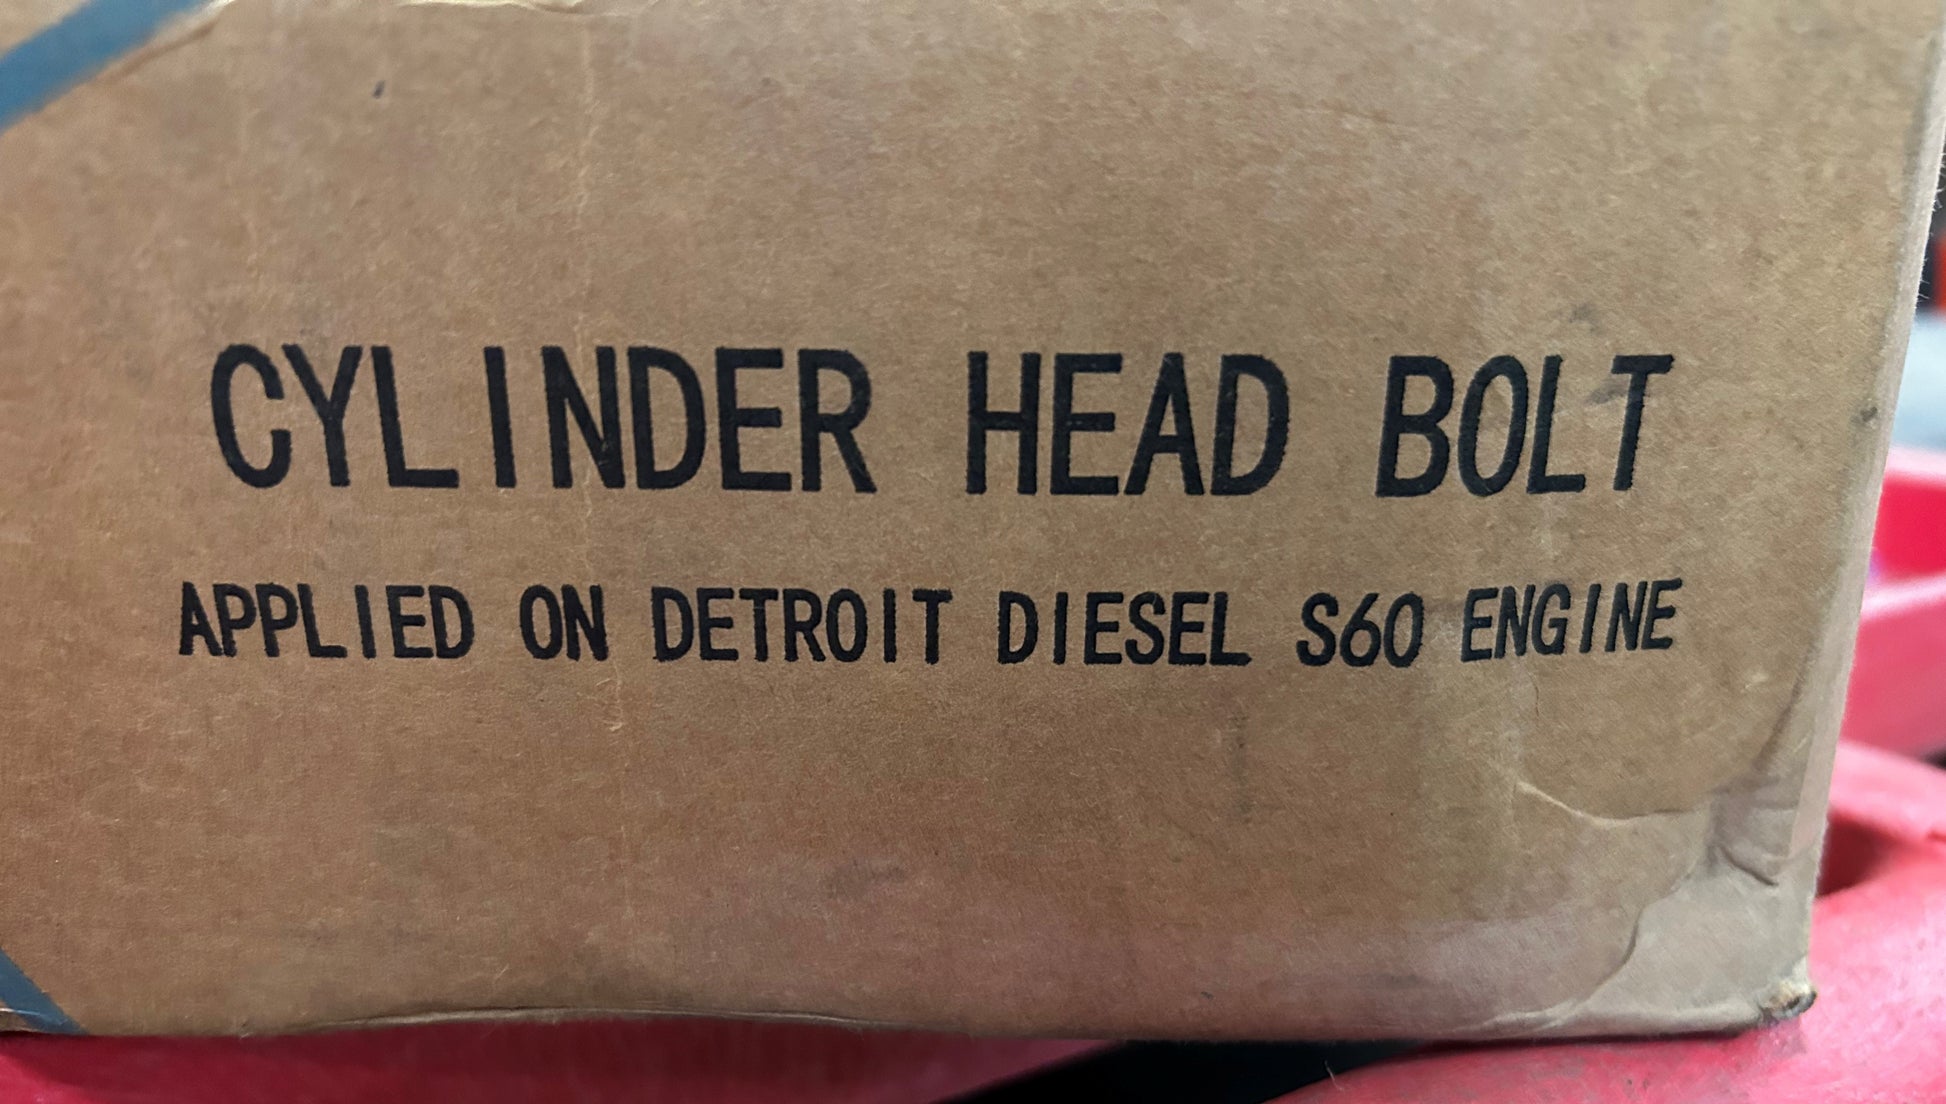 CYLINDER HEAD BOLT
APPLIED ON DETROIT DIESEL S60 ENGINE